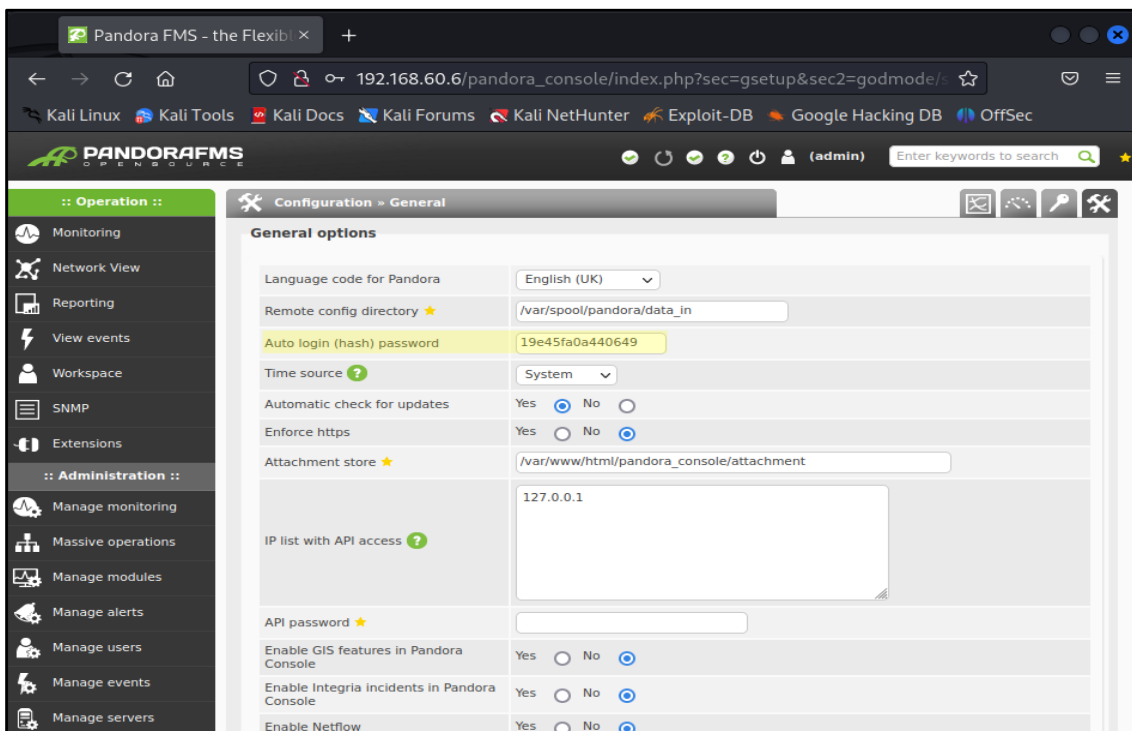 Pandora FMS - the Flexibl
192.168.60.6/pandora_console/index.php?sec=gsetup&sec2=godmode/s
Kali Linux Kali Tools Kali Docs Kali Forums Kali NetHunter Exploit-DB Google Hacking DB OffSec
PANDORAFMS
OPENSOURCE
(admin) Enter keywords to search
:: Operation ::
Monitoring
Network View
Reporting
View events
Workspace
SNMP
Extensions
:: Administration ::
Manage monitoring
Massive operations
Manage modules
Manage alerts
Manage users
Manage events
Manage servers
Configuration » General
General options
Language code for Pandora English (UK)
Remote config directory /var/spool/pandora/data_in
Auto login (hash) password 19e45fa0a440649
Time source ? System
Automatic check for updates Yes No
Enforce https Yes No
Attachment store /var/www/html/pandora_console/attachment
IP list with API access ? 127.0.0.1
API password
Enable GIS features in Pandora
Console Yes No
Enable Integria incidents in Pandora
Console Yes No
Enable Netflow Yes No